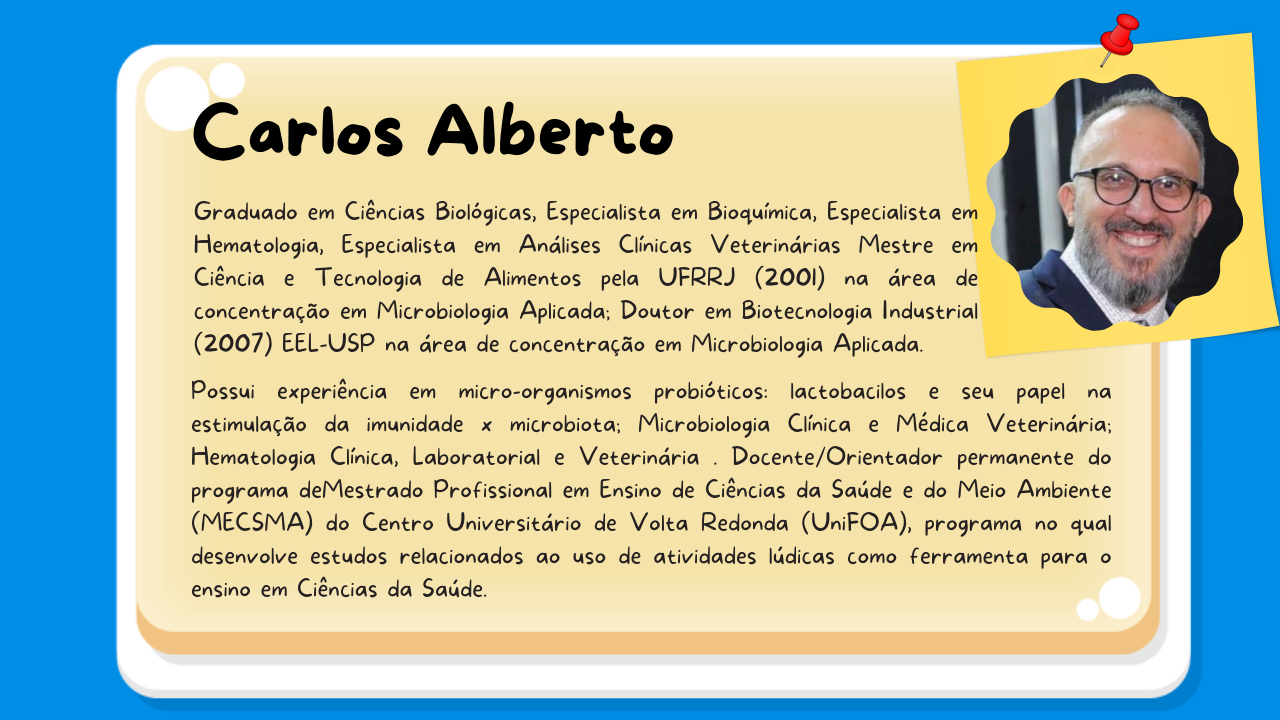 Carlos Alberto
Graduado em Ciências Biológicas, Especialista em Bioquímica, Especialista em
Hematologia, Especialista em Análises Clínicas Veterinárias Mestre em
Ciência e Tecnologia de Alimentos pela UFRRJ (2001) na área de
concentração em Microbiologia Aplicada; Doutor em Biotecnologia Industrial
(2007) EEL-USP na área de concentração em Microbiologia Aplicada.
Possui experiência em micro-organismos probióticos: lactobacilos e seu papel na
estimulação da imunidade x microbiota; Microbiologia Clínica e Médica Veterinária;
Hematologia Clínica, Laboratorial e Veterinária . Docente/Orientador permanente do
programa deMestrado Profissional em Ensino de Ciências da Saúde e do Meio Ambiente
(MECSMA) do Centro Universitário de Volta Redonda (UniFOA), programa no qual
desenvolve estudos relacionados ao uso de atividades lúdicas como ferramenta para o
ensino em Ciências da Saúde.